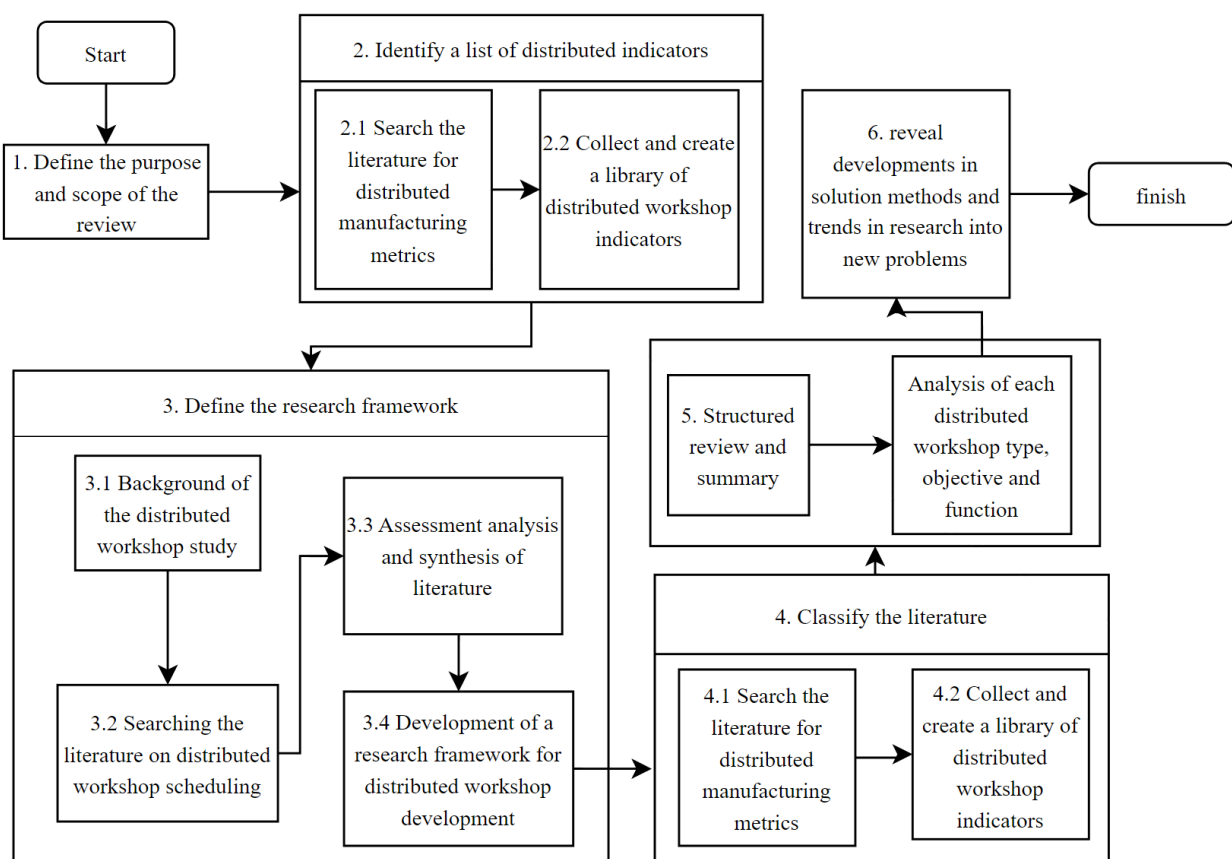 Start
1. Define the purpose
and scope of the
review
2. Identify a list of distributed indicators
2.1 Search the
literature for
distributed
manufacturing
metrics
2.2 Collect and create
a library of
distributed workshop
indicators
3. Define the research framework
3.1 Background of
the distributed
workshop study
3.2 Searching the
literature on distributed
workshop scheduling
3.3 Assessment analysis
and synthesis of
literature
3.4 Development of a
research framework for
distributed workshop
development
4. Classify the literature
4.1 Search the
literature for
distributed
manufacturing
metrics
4.2 Collect and
create a library of
distributed
workshop
indicators
5. Structured
review and
summary
Analysis of each
distributed
workshop type,
objective and
function
6. reveal
developments in
solution methods and
trends in research into
new problems
finish